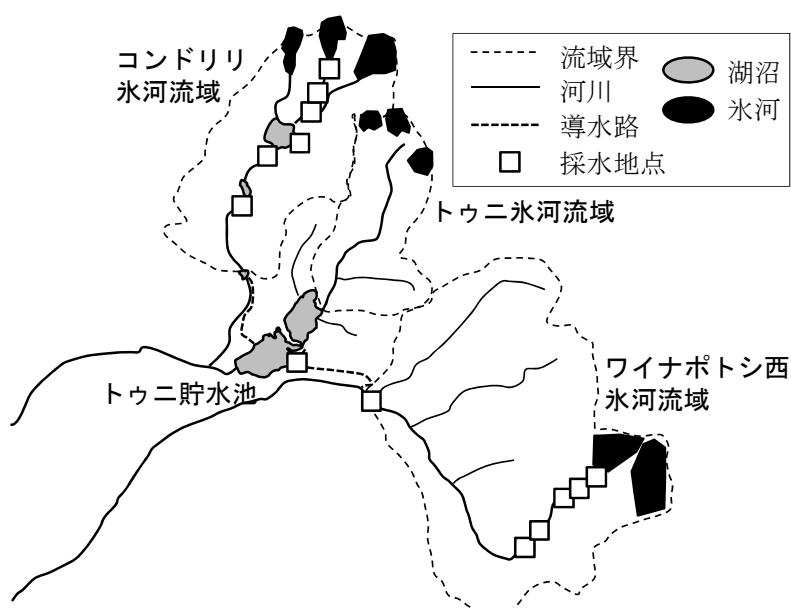 コンドリリ
氷河流域
流域界
河川
導水路
採水地点
湖沼
氷河
トゥニ氷河流域
ワイナポトシ西
氷河流域
トゥニ貯水池